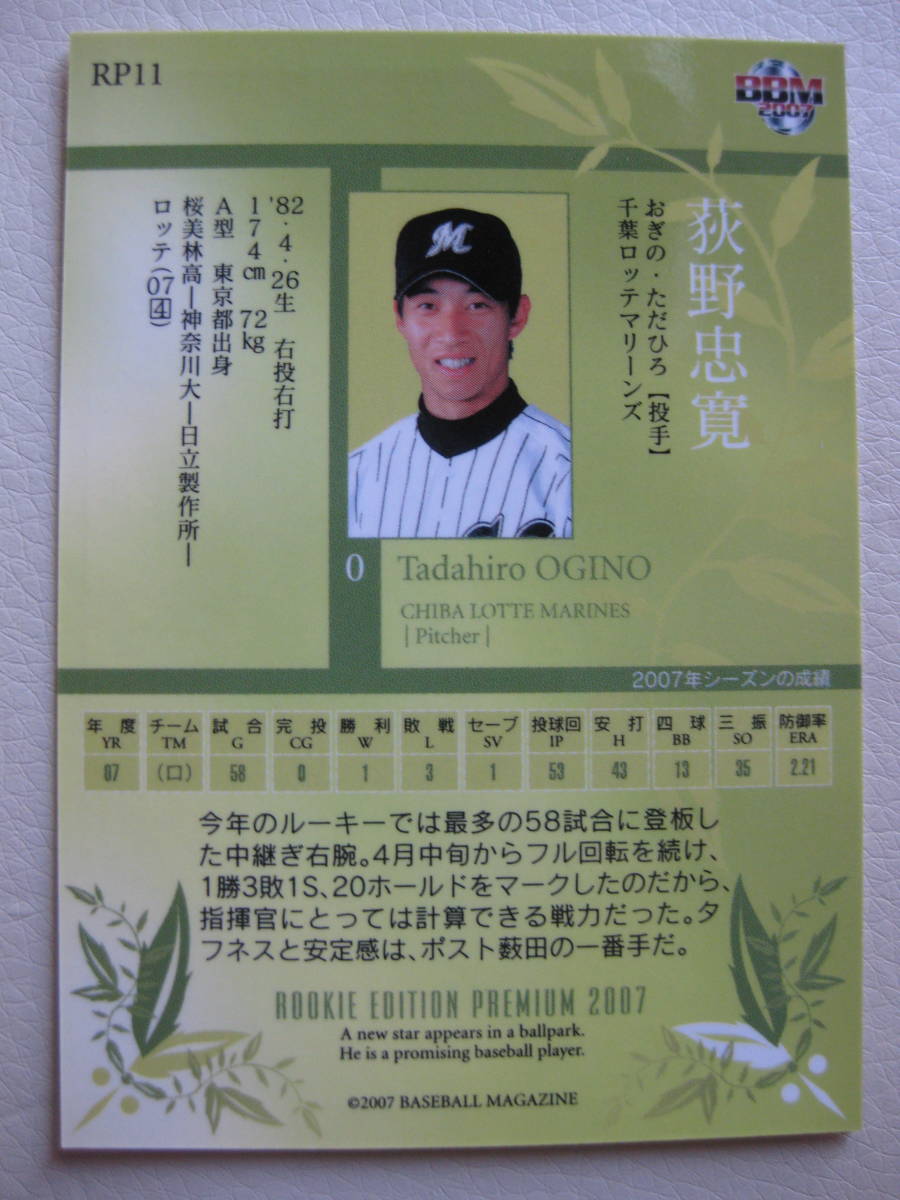 RP11
BBM
2007
荻野忠寛
おぎの・ただひろ【投手】
千葉ロッテマリーンズ
'82・4・26生 右投右打
174cm 72kg
A型 東京都出身
桜美林高―神奈川大―日立製作所―
ロッテ(07④)
M
0
Tadahiro OGINO
CHIBA LOTTE MARINES
| Pitcher |
2007年シーズンの成績
年度 チーム 試合 完投 勝利 敗戦 セーブ 投球回 安打 四球 三振 防御率
YR TM G CG W L SV IP H BB SO ERA
07 (ロ) 58 0 1 3 1 53 43 13 35 2.21
今年のルーキーでは最多の58試合に登板し
た中継ぎ右腕。4月中旬からフル回転を続け、
1勝3敗1S、20ホールドをマークしたのだから、
指揮官にとっては計算できる戦力だった。タ
フネスと安定感は、ポスト薮田の一番手だ。
ROOKIE EDITION PREMIUM 2007
A new star appears in a ballpark.
He is a promising baseball player.
©2007 BASEBALL MAGAZINE